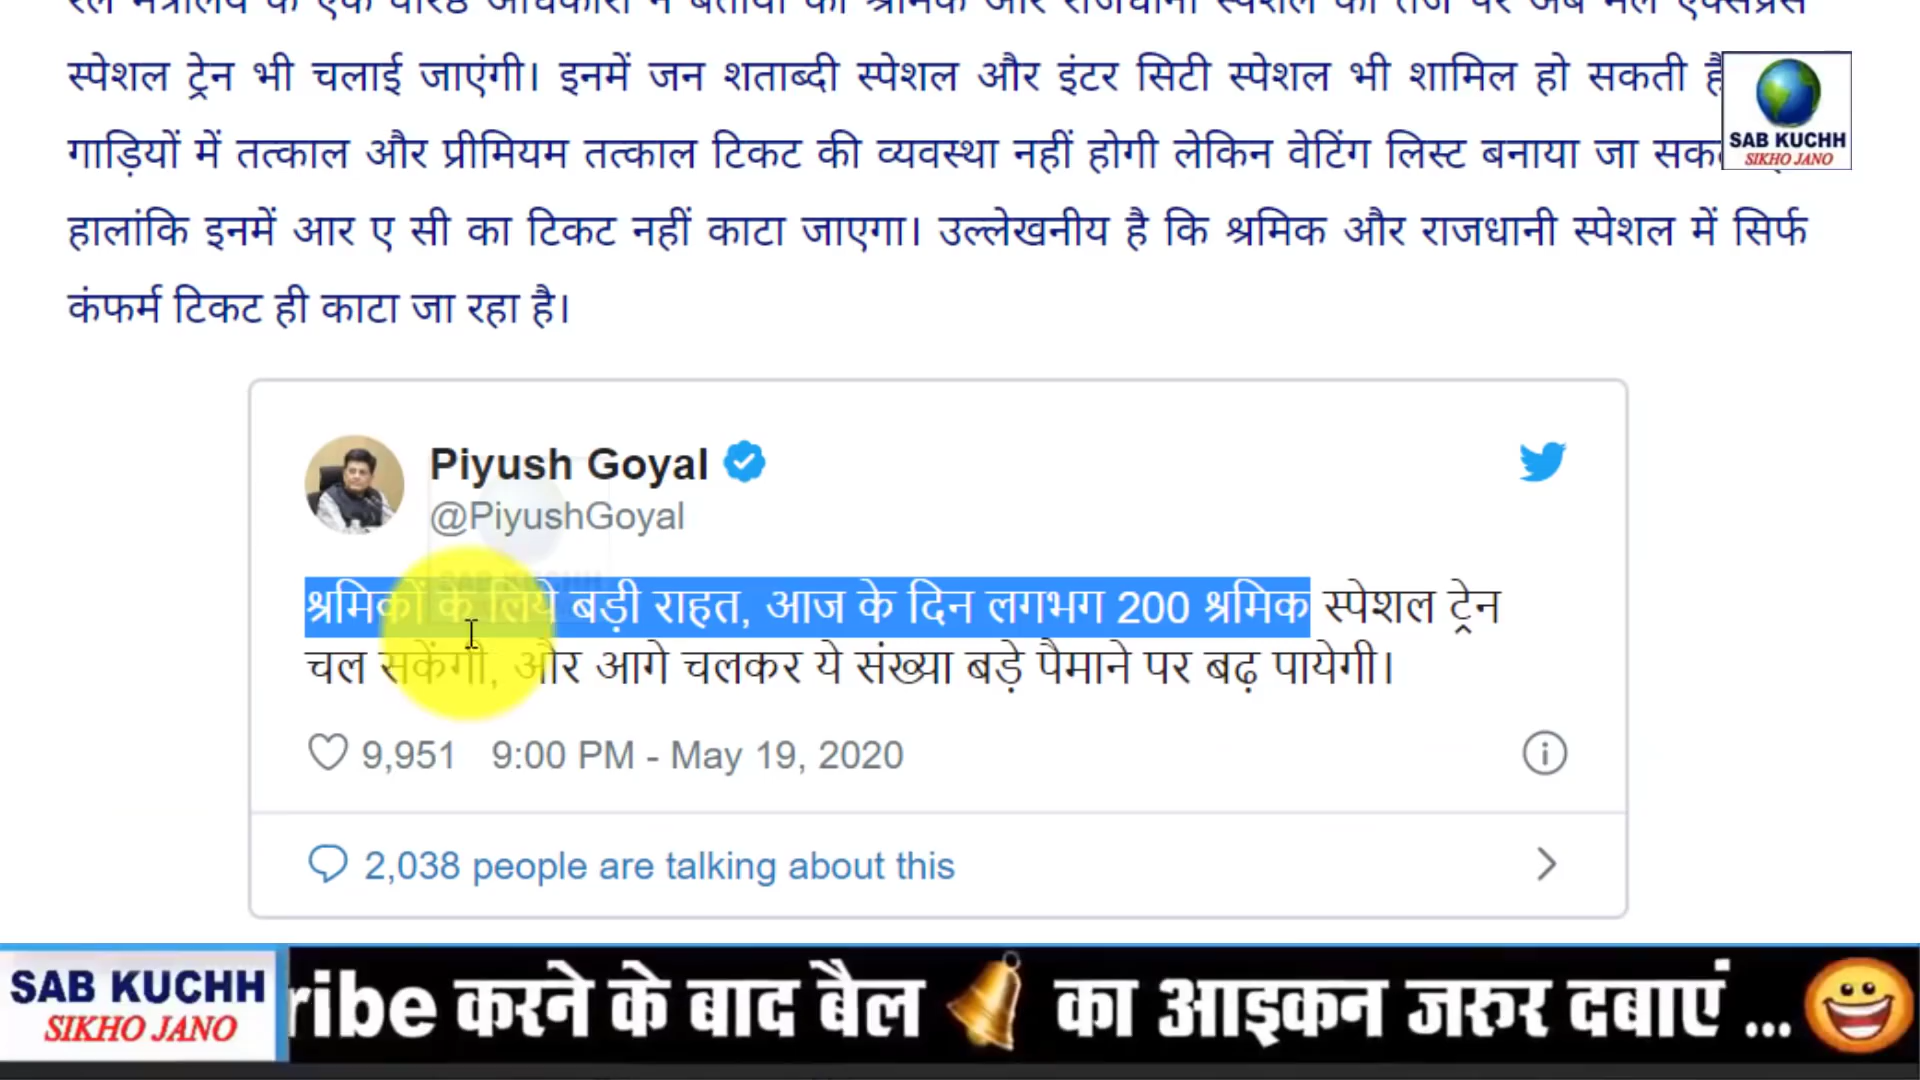 स्पेशल ट्रेन भी चलाई जाएंगी। इनमें जन शताब्दी स्पेशल और इंटर सिटी स्पेशल भी शामिल हो सकती
गाड़ियों में तत्काल और प्रीमियम तत्काल टिकट की व्यवस्था नहीं होगी लेकिन वेटिंग लिस्ट बनाया जा
हालांकि इनमें आर ए सी का टिकट नहीं काटा जाएगा। उल्लेखनीय है कि श्रमिक और राजधानी स्पेशल में सिर्फ
कंफर्म टिकट ही काटा जा रहा है।
SAB KUCHH
SIKHO JANO
Piyush Goyal
@PiyushGoyal
श्रमिकों के लिये बड़ी राहत, आज के दिन लगभग 200 श्रमिक स्पेशल ट्रेन
चल सकेंगी, और आगे चलकर ये संख्या बड़े पैमाने पर बढ़ पायेगी।
9,951 9:00 PM - May 19, 2020
2,038 people are talking about this
SAB KUCHH
SIKHO JANO
ribe करने के बाद बैल का आइकन जरुर दबाएं ...